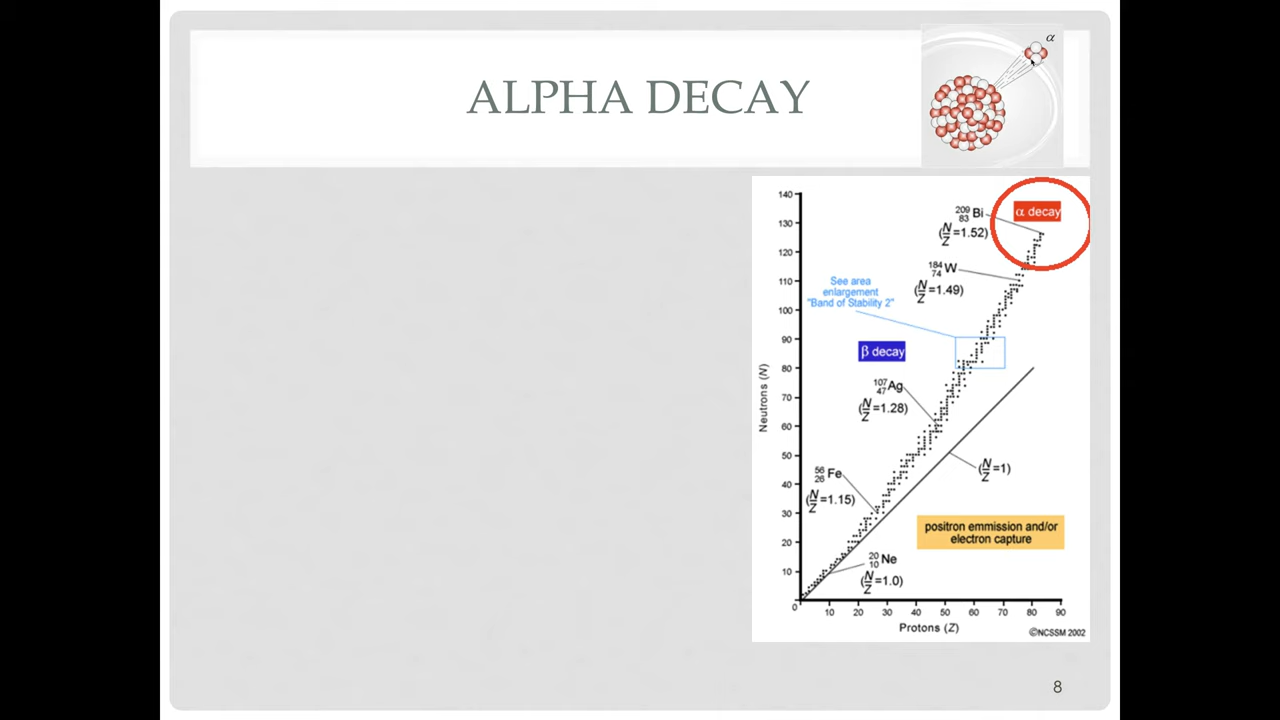 ALPHA DECAY
α
140
130
120
110
100
90
80
70
60
50
40
30
20
10
0
10 20 30 40 50 60 70 80 90
Neutrons (N)
Protons (Z)
209
83 Bi
(N/Z =1.52)
α decay
184
74 W
(N/Z =1.49)
See area
enlargement
"Band of Stability 2"
β decay
107
47 Ag
(N/Z =1.28)
56
26 Fe
(N/Z =1.15)
(N/Z =1)
positron emmission and/or
electron capture
20
10 Ne
(N/Z =1.0)
©NCSSM 2002
8